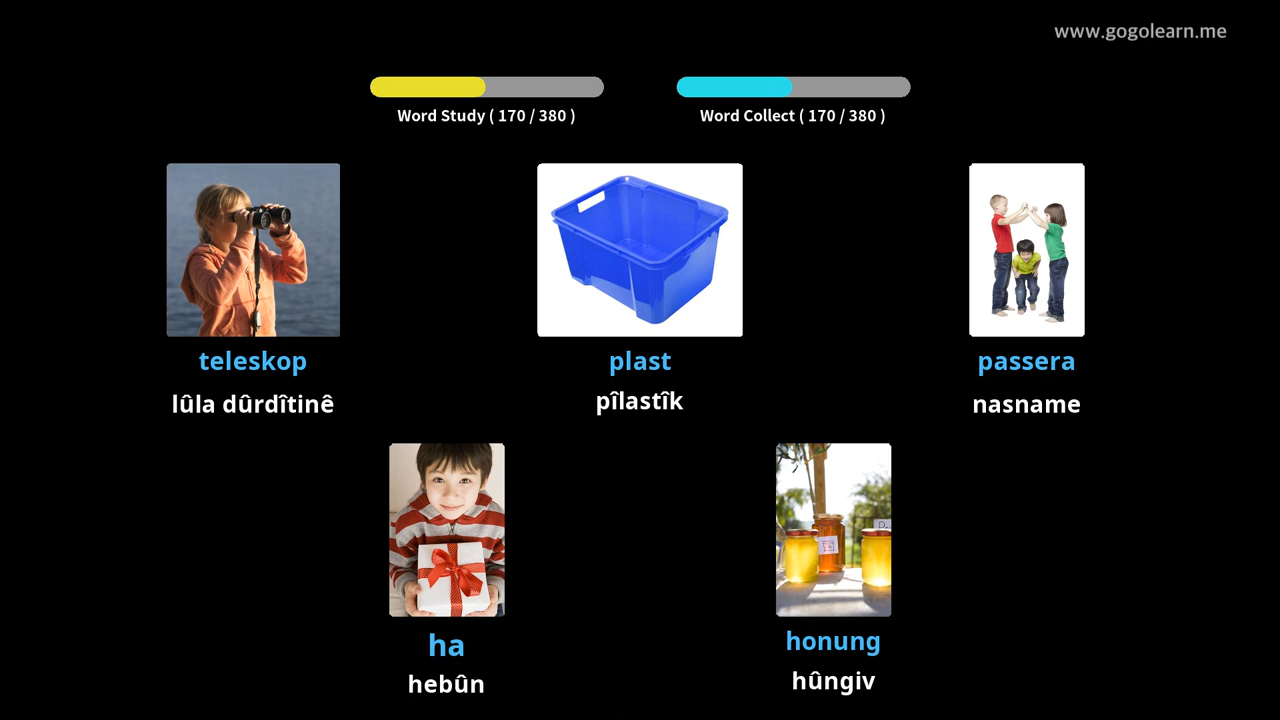 www.gogolearn.me
Word Study ( 170 / 380 )
Word Collect ( 170 / 380 )
teleskop
lûla dûrdîtinê
plast
pîlastîk
passera
nasname
ha
hebûn
honung
hûngiv